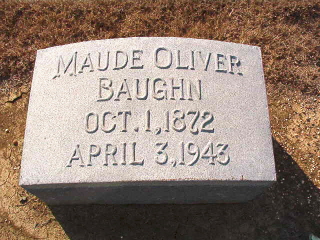 MAUDE OLIVER
BAUGHN
OCT. 1, 1872
APRIL 3, 1943